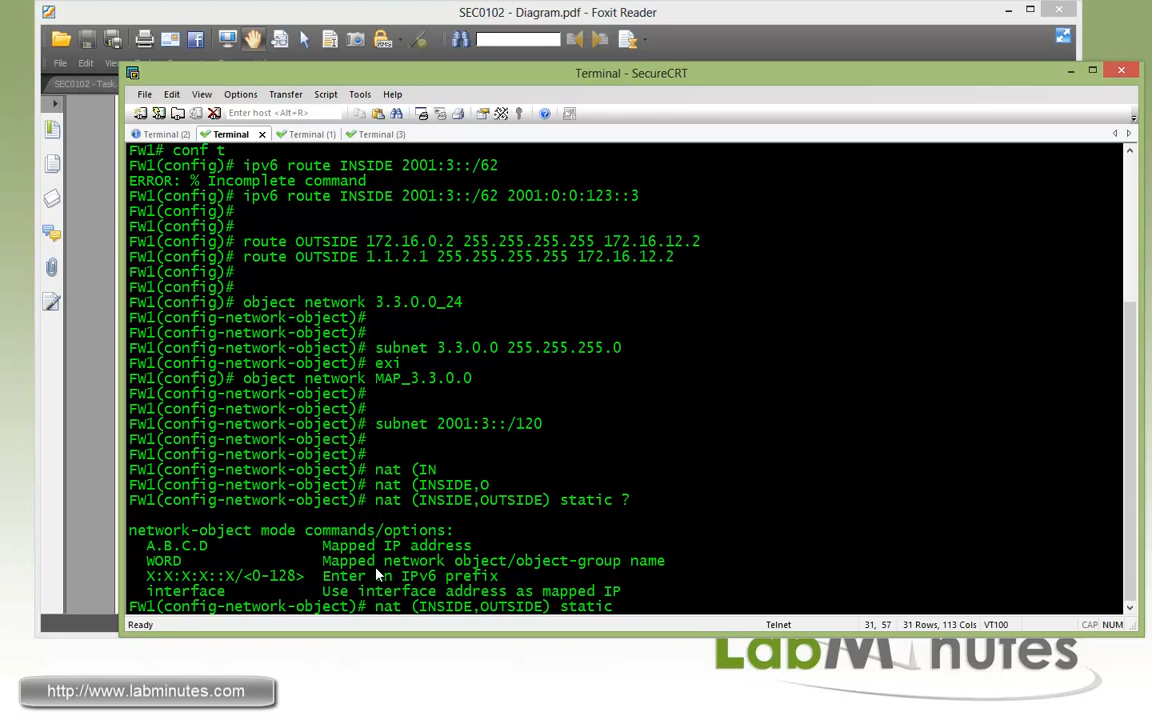 SEC0102 - Diagram.pdf - Foxit Reader
File Edit
SEC0102 - Task
Terminal - SecureCRT
File Edit View Options Transfer Script Tools Help
Enter host <Alt+R>
Terminal (2) Terminal Terminal (1) Terminal (3)
FW1# conf t
FW1(config)# ipv6 route INSIDE 2001:3::/62
ERROR: % Incomplete command
FW1(config)# ipv6 route INSIDE 2001:3::/62 2001:0:0:123::3
FW1(config)#
FW1(config)#
FW1(config)# route OUTSIDE 172.16.0.2 255.255.255.255 172.16.12.2
FW1(config)# route OUTSIDE 1.1.2.1 255.255.255.255 172.16.12.2
FW1(config)#
FW1(config)#
FW1(config)# object network 3.3.0.0_24
FW1(config-network-object)#
FW1(config-network-object)#
FW1(config-network-object)# subnet 3.3.0.0 255.255.255.0
FW1(config-network-object)# exi
FW1(config)# object network MAP_3.3.0.0
FW1(config-network-object)#
FW1(config-network-object)#
FW1(config-network-object)# subnet 2001:3::/120
FW1(config-network-object)#
FW1(config-network-object)#
FW1(config-network-object)# nat (IN
FW1(config-network-object)# nat (INSIDE,O
FW1(config-network-object)# nat (INSIDE,OUTSIDE) static ?
network-object mode commands/options:
A.B.C.D Mapped IP address
WORD Mapped network object/object-group name
X:X:X:X::X/<0-128> Enter an IPv6 prefix
interface Use interface address as mapped IP
FW1(config-network-object)# nat (INSIDE,OUTSIDE) static
Ready Telnet 31, 57 31 Rows, 113 Cols VT100 CAP NUM
LabMinutes
http://www.labminutes.com